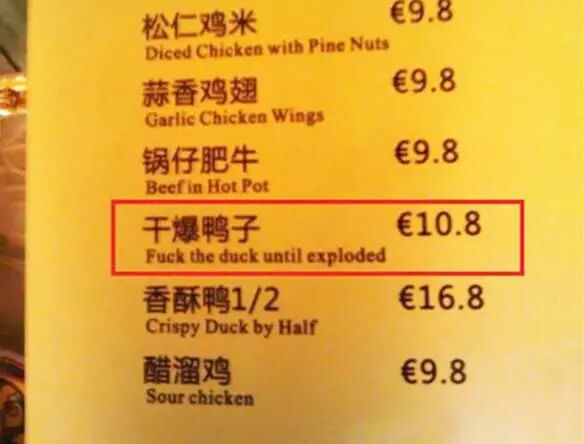 松仁鸡米 €9.8
Diced Chicken with Pine Nuts
蒜香鸡翅 €9.8
Garlic Chicken Wings
锅仔肥牛 €9.8
Beef in Hot Pot
干爆鸭子 €10.8
Fuck the duck until exploded
香酥鸭1/2 €16.8
Crispy Duck by Half
醋溜鸡 €9.8
Sour chicken